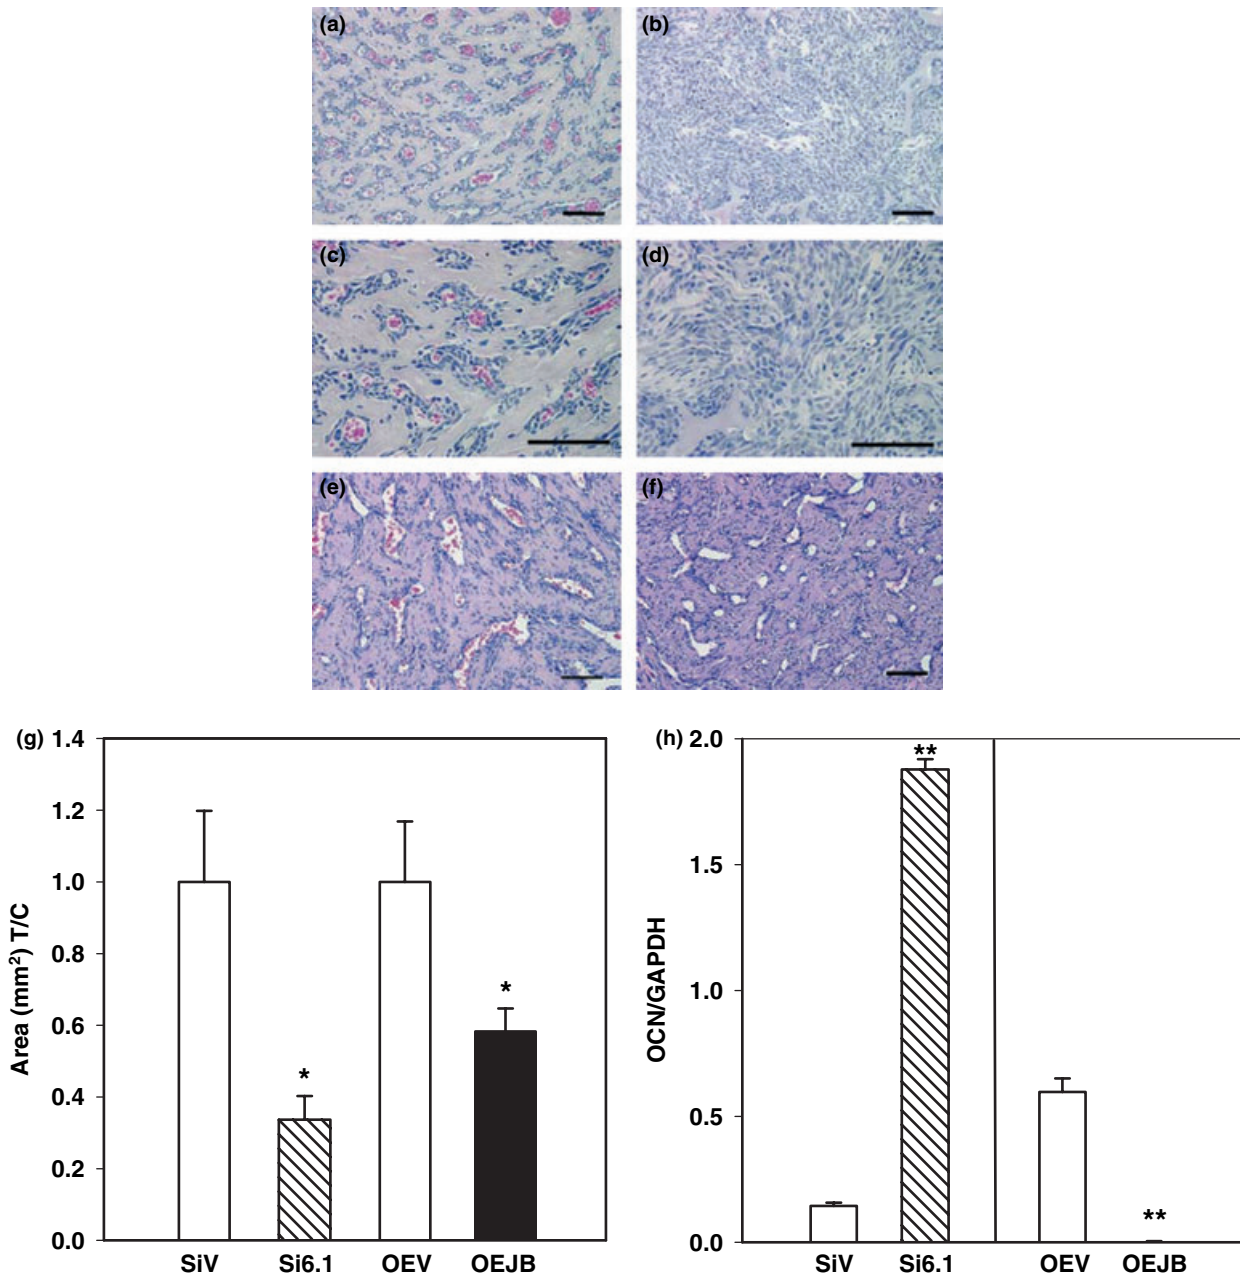 (a)
(b)
(c)
(d)
(e)
(f)
(g)
1.4
1.2
1.0
0.8
0.6
0.4
0.2
0.0
Area (mm²) T/C
*
*
SiV Si6.1 OEV OEJB
(h)
2.0
1.5
1.0
0.5
0.0
OCN/GAPDH
**
**
SiV Si6.1 OEV OEJB